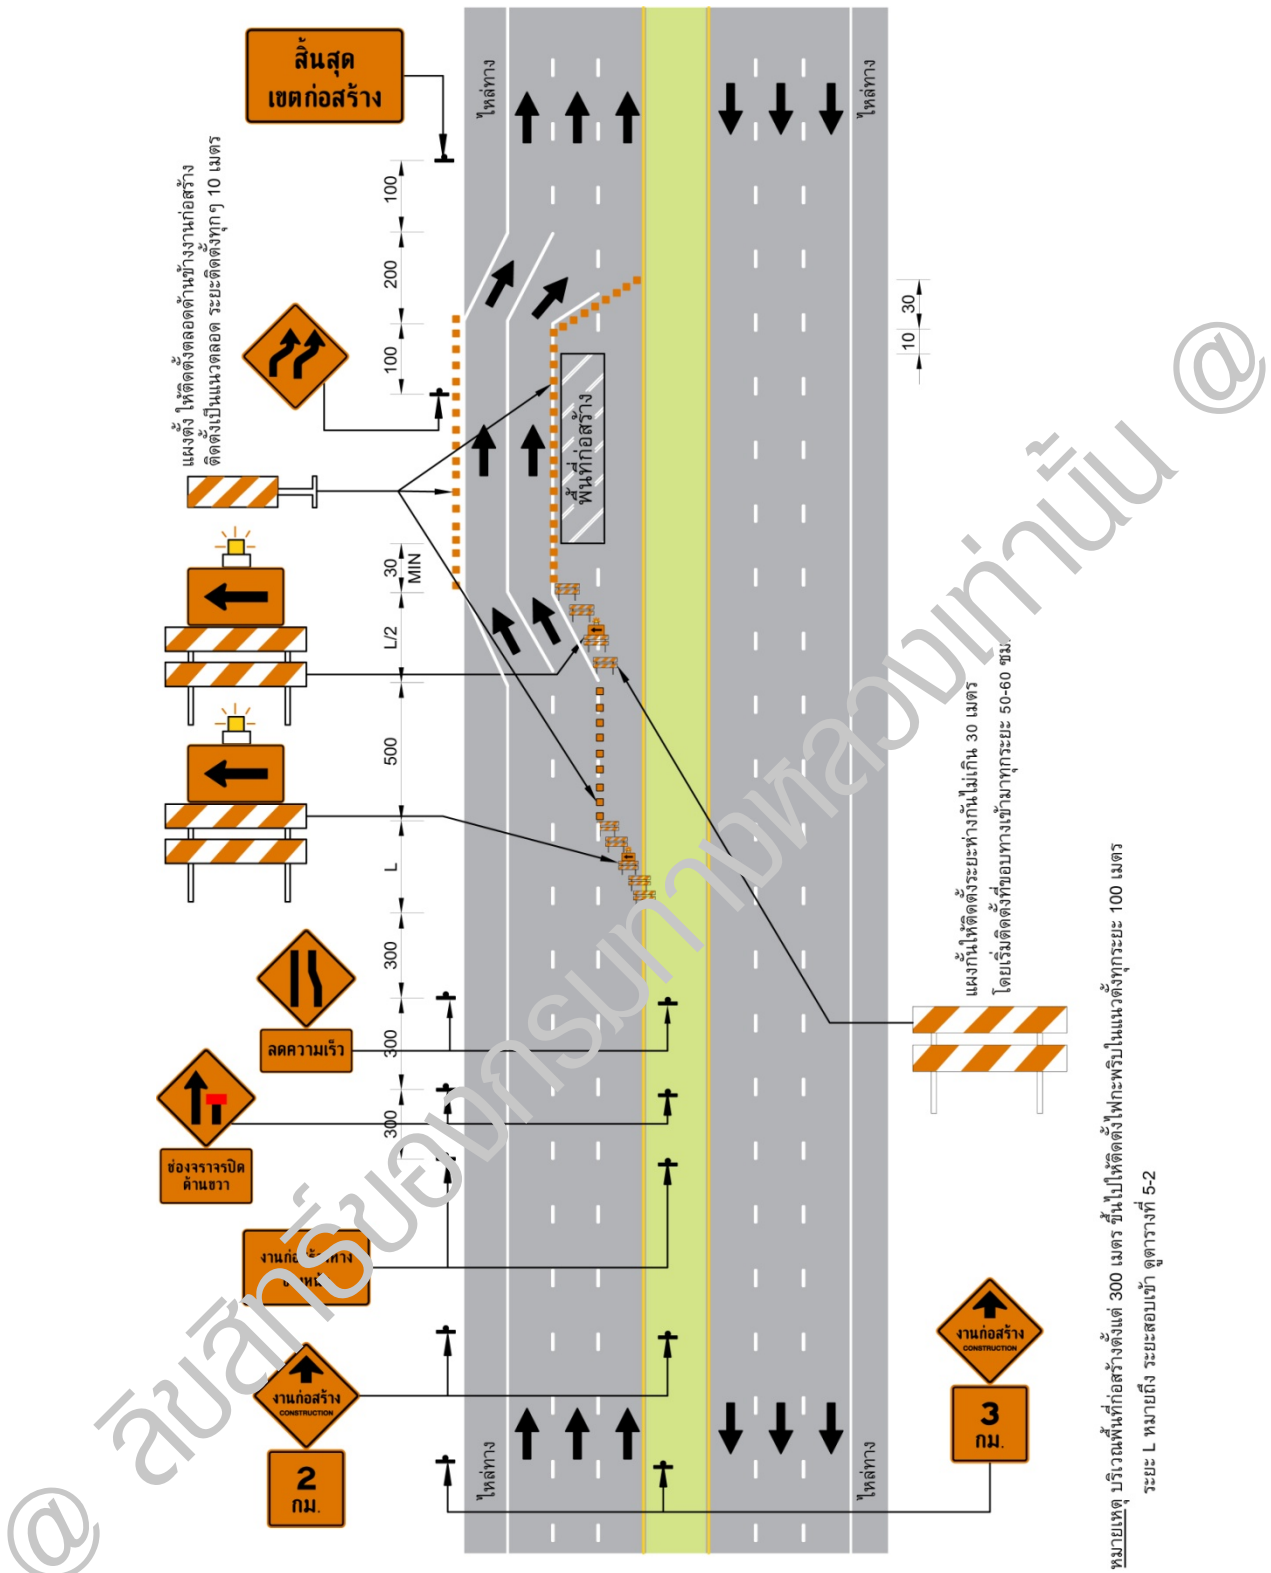 สิ้นสุด
เขตก่อสร้าง
แผงตั้ง ให้ติดตั้งตลอดด้านข้างงานก่อสร้าง
ติดตั้งเป็นแนวตลอด ระยะติดตั้งทุกๆ 10 เมตร
ไหล่ทาง
ไหล่ทาง
100
200
100
30
MIN
L/2
500
L
300
300
300
30
10
พื้นที่ก่อสร้าง
ลดความเร็ว
ช่องจราจรปิด
ด้านขวา
งานก่อสร้างทาง
ข้างหน้า
งานก่อสร้าง
CONSTRUCTION
2
กม.
ไหล่ทาง
ไหล่ทาง
งานก่อสร้าง
CONSTRUCTION
3
กม.
แผงกั้นให้ติดตั้งระยะห่างกันไม่เกิน 30 เมตร
โดยเริ่มติดตั้งที่ขอบทางเข้ามาทุกระยะ 50-60 ซม.
หมายเหตุ บริเวณพื้นที่ก่อสร้างตั้งแต่ 300 เมตร ขึ้นไปให้ติดตั้งไฟกะพริบในแนวตั้งทุกระยะ 100 เมตร
ระยะ L หมายถึง ระยะสอบเข้า ดูตารางที่ 5-2
@ ลิขสิทธิ์ของกรมทางหลวงเท่านั้น @